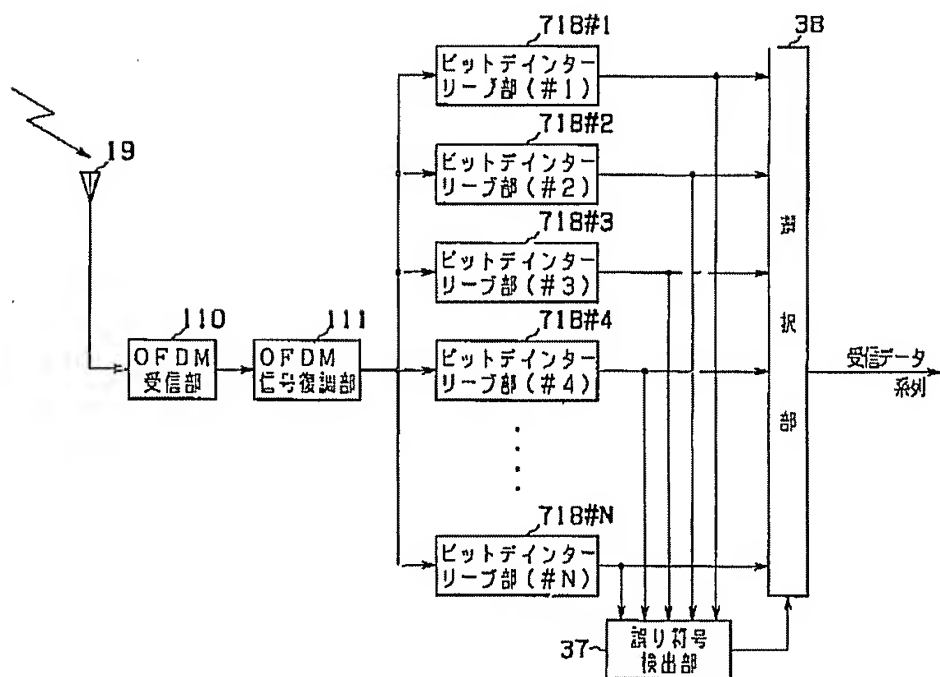 718#1
ビットデインター
リーブ部(#1)
38
19
718#2
ビットデインター
リーブ部(#2)
718#3
ビットデインター
リーブ部(#3)
選択部
110
OFDM
受信部
111
OFDM
信号復調部
718#4
ビットデインター
リーブ部(#4)
受信データ
系列
718#N
ビットデインター
リーブ部(#N)
37
誤り符号
検出部